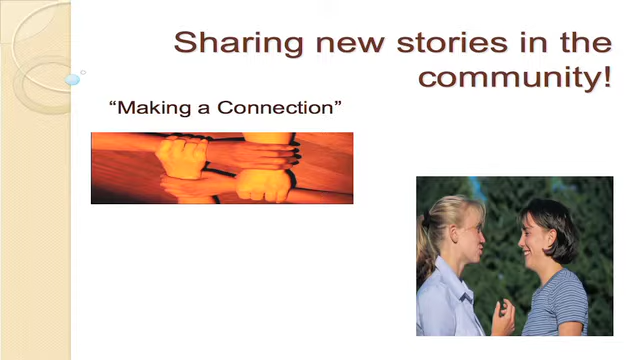 Sharing new stories in the
community!
“Making a Connection”